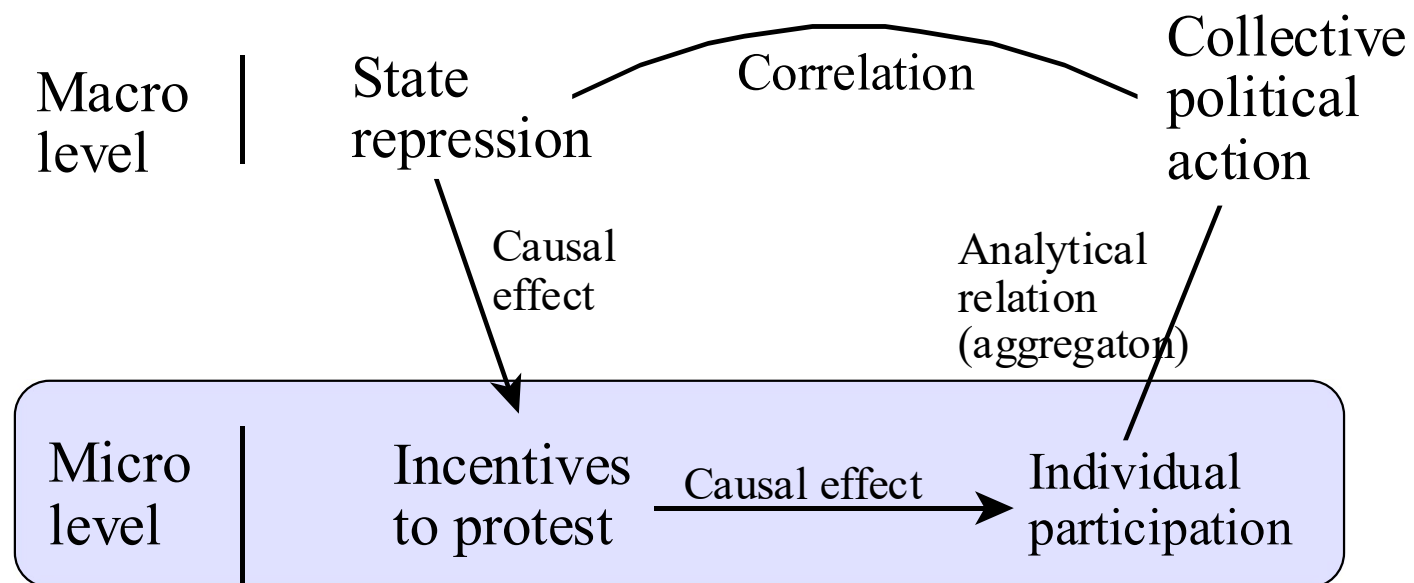 Macro
level
State
repression
Correlation
Collective
political
action
Causal
effect
Analytical
relation
(aggregaton)
Micro
level
Incentives
to protest
Causal effect
Individual
participation